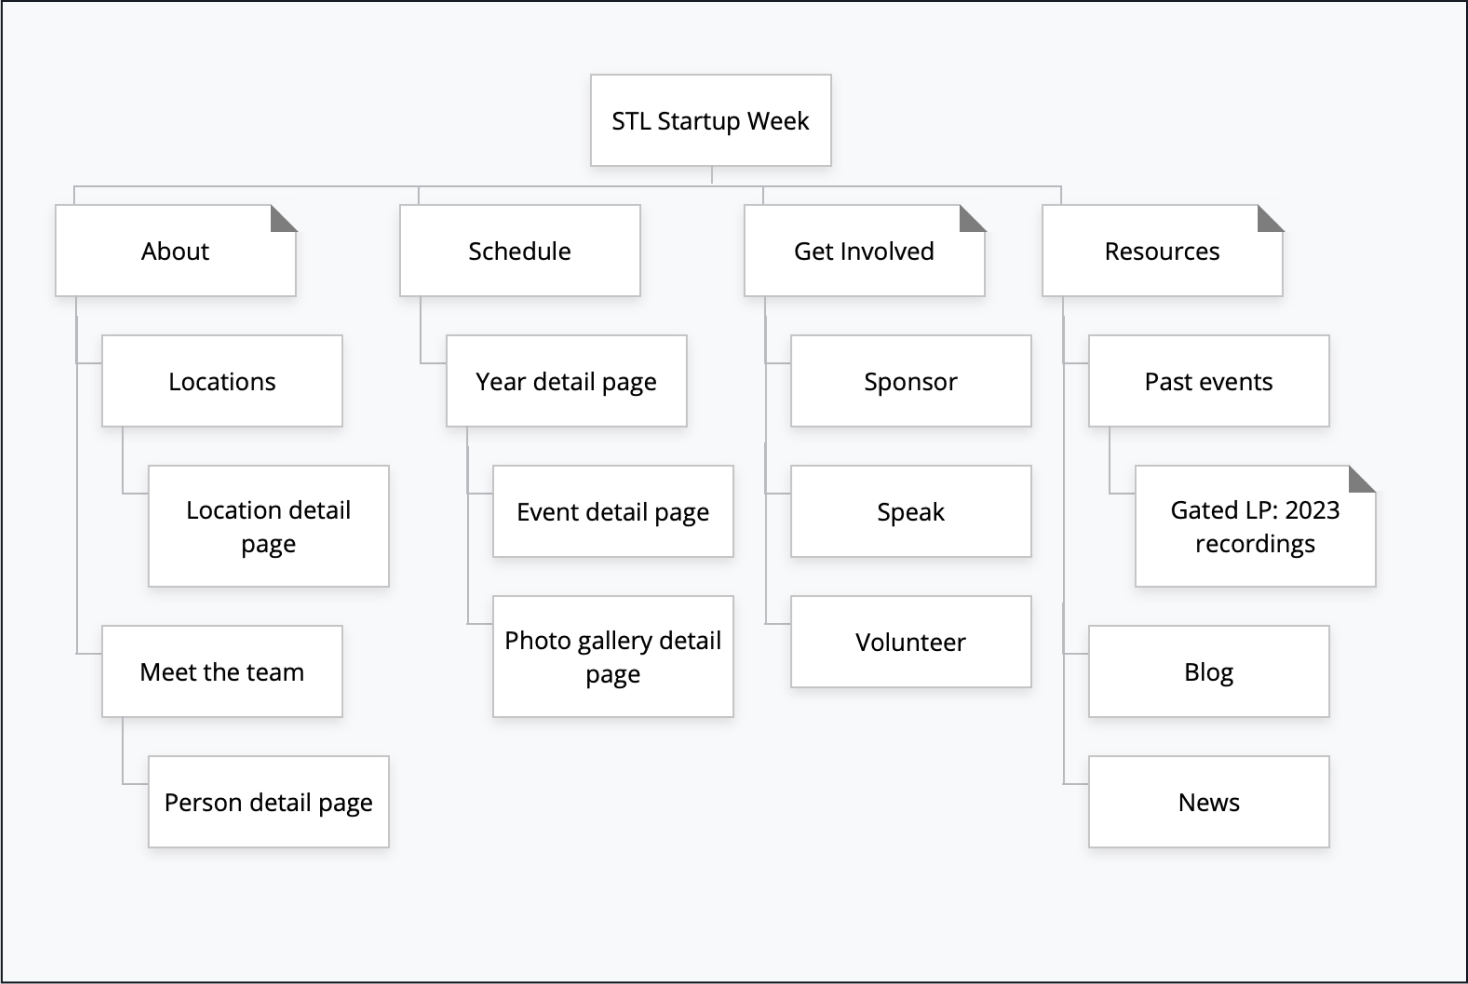 STL Startup Week
About
Locations
Location detail
page
Meet the team
Person detail page
Schedule
Year detail page
Event detail page
Photo gallery detail
page
Get Involved
Sponsor
Speak
Volunteer
Resources
Past events
Gated LP: 2023
recordings
Blog
News